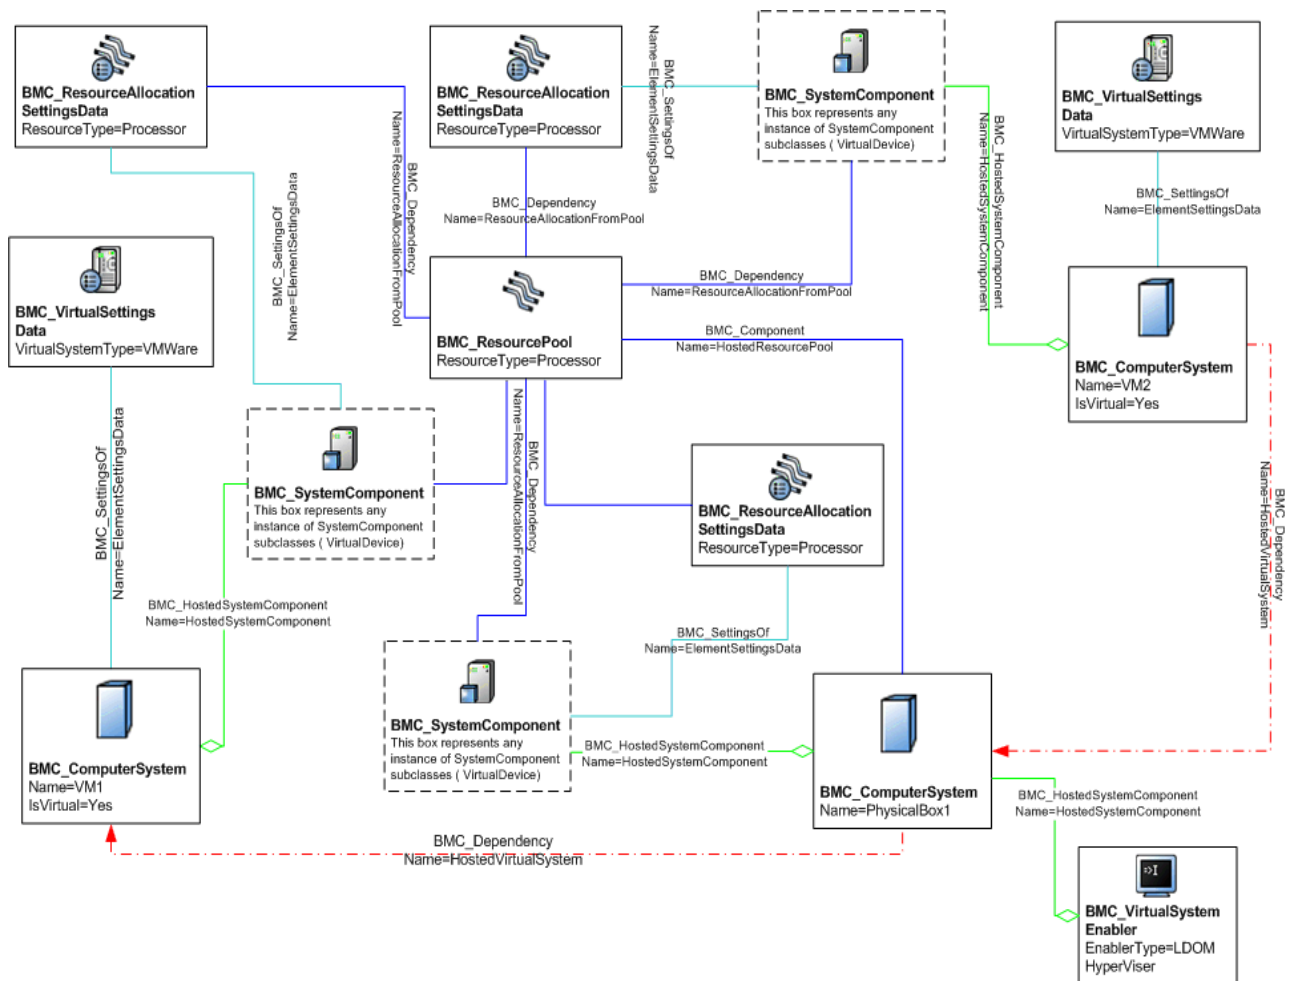 BMC_ResourceAllocation
SettingsData
ResourceType=Processor
BMC_ResourceAllocation
SettingsData
ResourceType=Processor
BMC_SystemComponent
This box represents any
instance of SystemComponent
subclasses ( VirtualDevice)
BMC_VirtualSettings
Data
VirtualSystemType=VMWare
BMC_Dependency
Name=ResourceAllocationFromPool
BMC_SettingsOf
Name=ElementSettingsData
BMC_HostedSystemComponent
Name=HostedSystemComponent
BMC_SettingsOf
Name=ElementSettingsData
BMC_SettingsOf
Name=ElementSettingsData
BMC_Dependency
Name=ResourceAllocationFromPool
BMC_VirtualSettings
Data
VirtualSystemType=VMWare
BMC_ResourcePool
ResourceType=Processor
BMC_Dependency
Name=ResourceAllocationFromPool
BMC_Component
Name=HostedResourcePool
BMC_ComputerSystem
Name=VM2
IsVirtual=Yes
BMC_SettingsOf
Name=ElementSettingsData
BMC_SystemComponent
This box represents any
instance of SystemComponent
subclasses ( VirtualDevice)
BMC_Dependency
Name=ResourceAllocationFromPool
BMC_ResourceAllocation
SettingsData
ResourceType=Processor
BMC_Dependency
Name=HostedVirtualSystem
BMC_HostedSystemComponent
Name=HostedSystemComponent
BMC_SettingsOf
Name=ElementSettingsData
BMC_ComputerSystem
Name=VM1
IsVirtual=Yes
BMC_SystemComponent
This box represents any
instance of SystemComponent
subclasses ( VirtualDevice)
BMC_HostedSystemComponent
Name=HostedSystemComponent
BMC_ComputerSystem
Name=PhysicalBox1
BMC_HostedSystemComponent
Name=HostedSystemComponent
BMC_Dependency
Name=HostedVirtualSystem
BMC_VirtualSystem
Enabler
EnablerType=LDOM
HyperViser